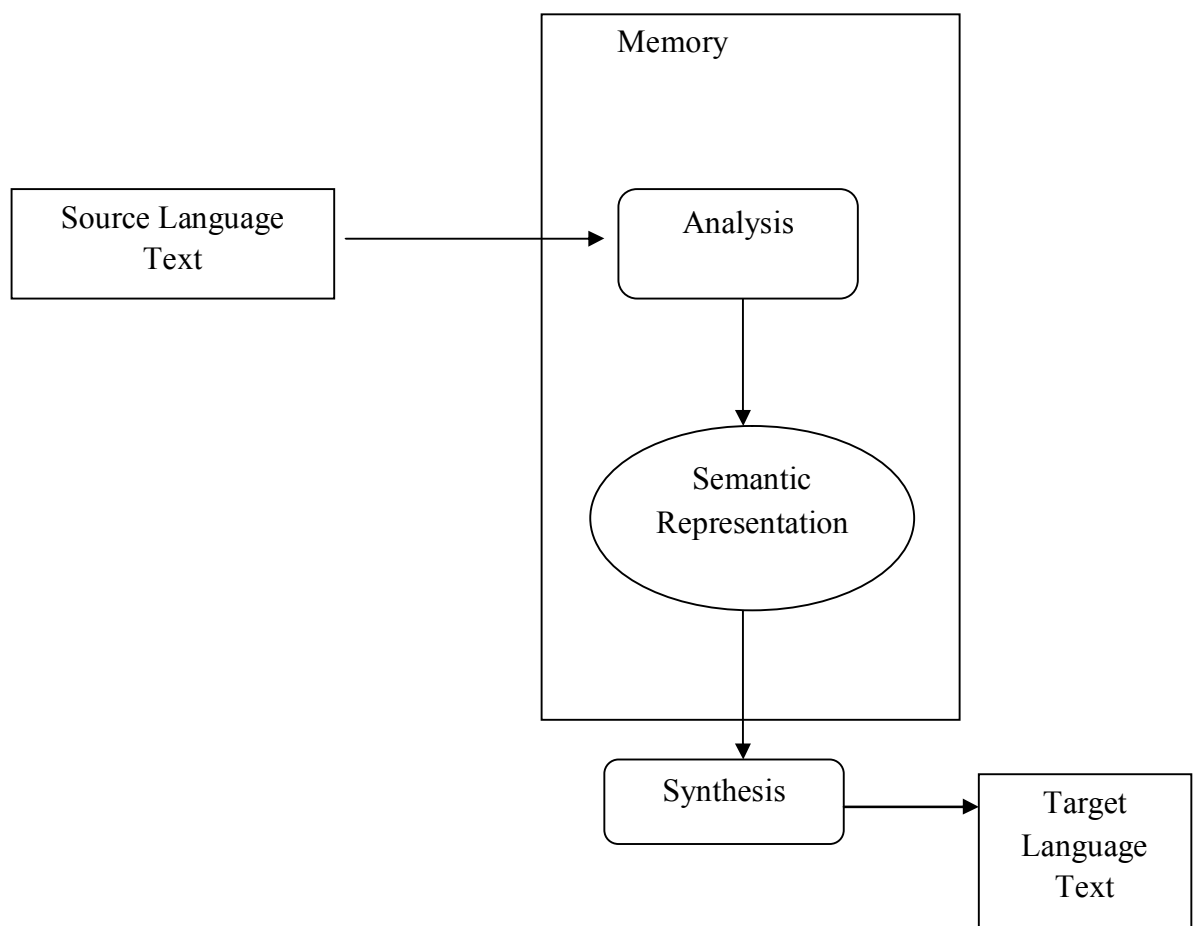 Memory
Source Language
Text
Analysis
Semantic
Representation
Synthesis
Target
Language
Text